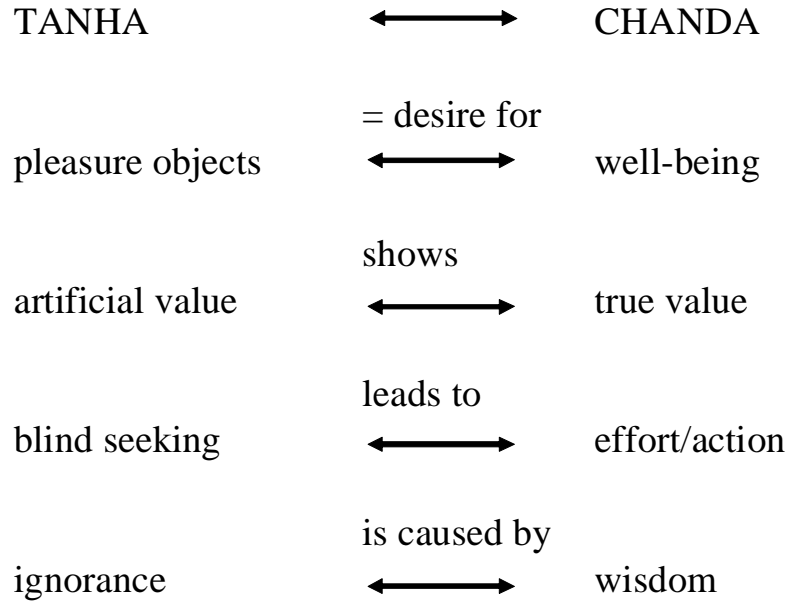 TANHA CHANDA
= desire for
pleasure objects well-being
shows
artificial value true value
leads to
blind seeking effort/action
is caused by
ignorance wisdom